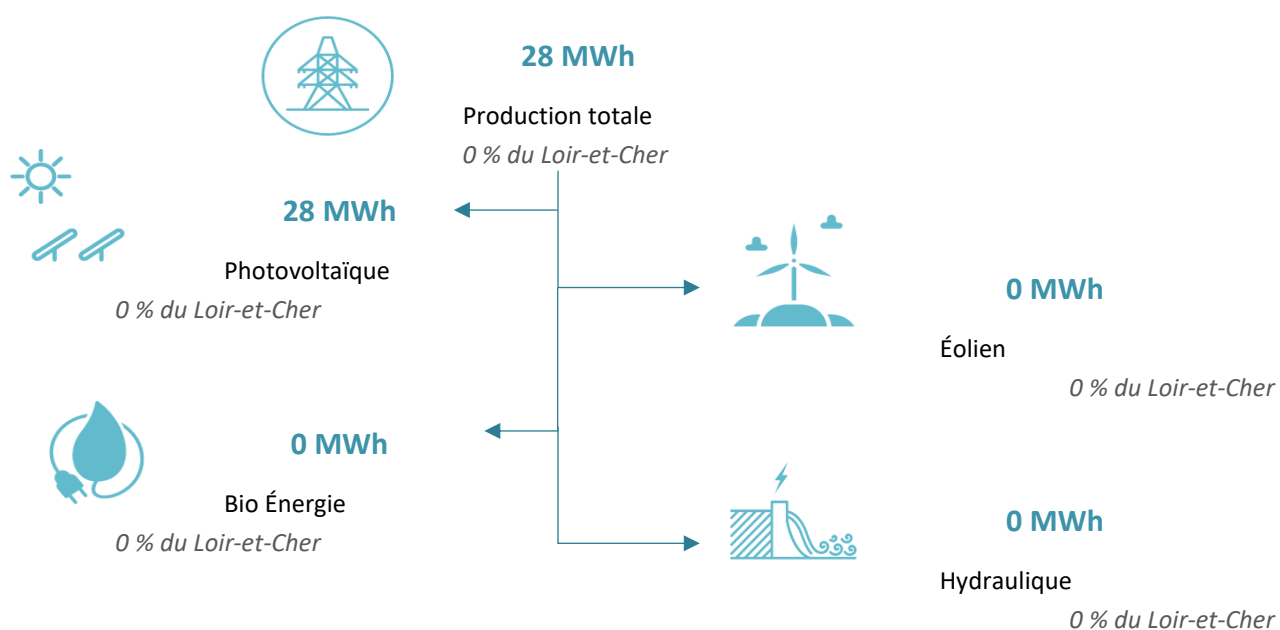 28 MWh
Production totale
0 % du Loir-et-Cher
28 MWh
Photovoltaïque
0 % du Loir-et-Cher
0 MWh
Éolien
0 % du Loir-et-Cher
0 MWh
Bio Énergie
0 % du Loir-et-Cher
0 MWh
Hydraulique
0 % du Loir-et-Cher